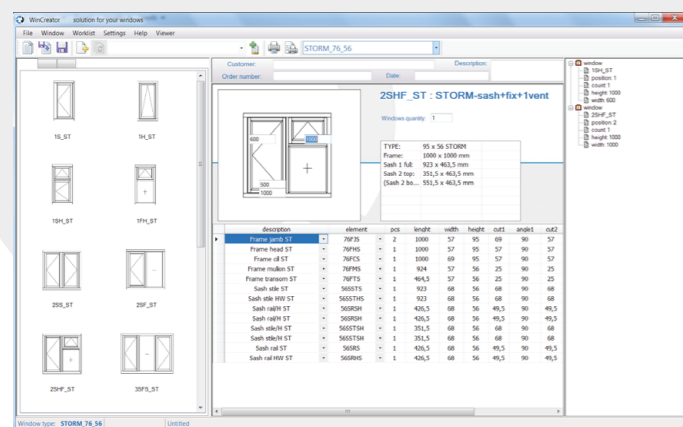 WinCreator solution for your windows
File Window Worklist Settings Help Viewer
STORM_76_56
Customer: Description:
Order number: Date:
2SHF_ST : STORM-sash+fix+1vent
Windows quantity 1
600 1000
500
1000
TYPE: 95 x 56 STORM
Frame: 1000 x 1000 mm
Sash 1 full: 923 x 463,5 mm
Sash 2 top: 351,5 x 463,5 mm
(Sash 2 bo... 551,5 x 463,5 mm
1S_ST 1H_ST
1SH_ST 1FH_ST
2SS_ST 2SF_ST
2SHF_ST 3SFS_ST
description element pcs lenght width height cut1 angle1 cut2
Frame jamb ST 76FJS 2 1000 57 95 69 90 57
Frame head ST 76FHS 1 1000 57 95 57 90 57
Frame cill ST 76FCS 1 1000 69 95 57 90 57
Frame mullion ST 76FMS 1 924 57 56 25 90 25
Frame transom ST 76FTS 1 464,5 57 56 25 90 25
Sash stile ST 56SSTS 1 923 68 56 68 90 68
Sash stile HW ST 56SSTHS 1 923 68 56 68 90 68
Sash rail/H ST 56SRSH 1 426,5 68 56 49,5 90 49,5
Sash rail/H ST 56SRSH 1 426,5 68 56 49,5 90 49,5
Sash stile/H ST 56SSTSH 1 351,5 68 56 68 90 68
Sash stile/H ST 56SSTSH 1 351,5 68 56 68 90 68
Sash rail ST 56SRS 1 426,5 68 56 49,5 90 49,5
Sash rail HW ST 56SRHS 1 426,5 68 56 49,5 90 49,5
window
1SH_ST
position: 1
count: 1
height: 1000
width: 600
window
2SHF_ST
position: 2
count: 1
height: 1000
width: 1000
Window type: STORM_76_56 Untitled